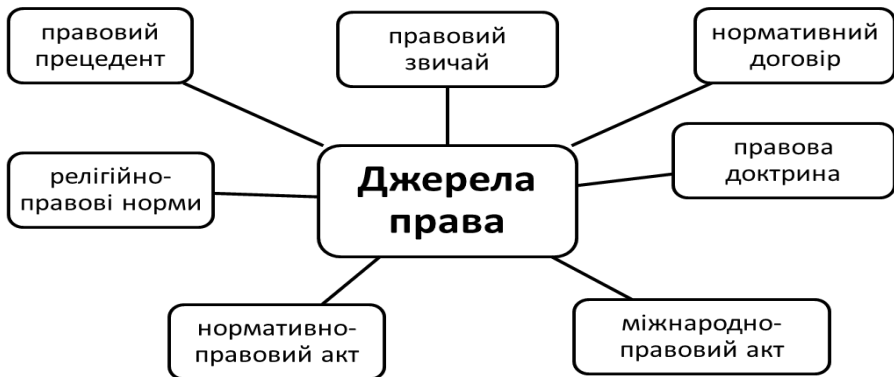 правовий
прецедент
правовий
звичай
нормативний
договір
релігійно-
правові норми
Джерела
права
правова
доктрина
нормативно-
правовий акт
міжнародно-
правовий акт